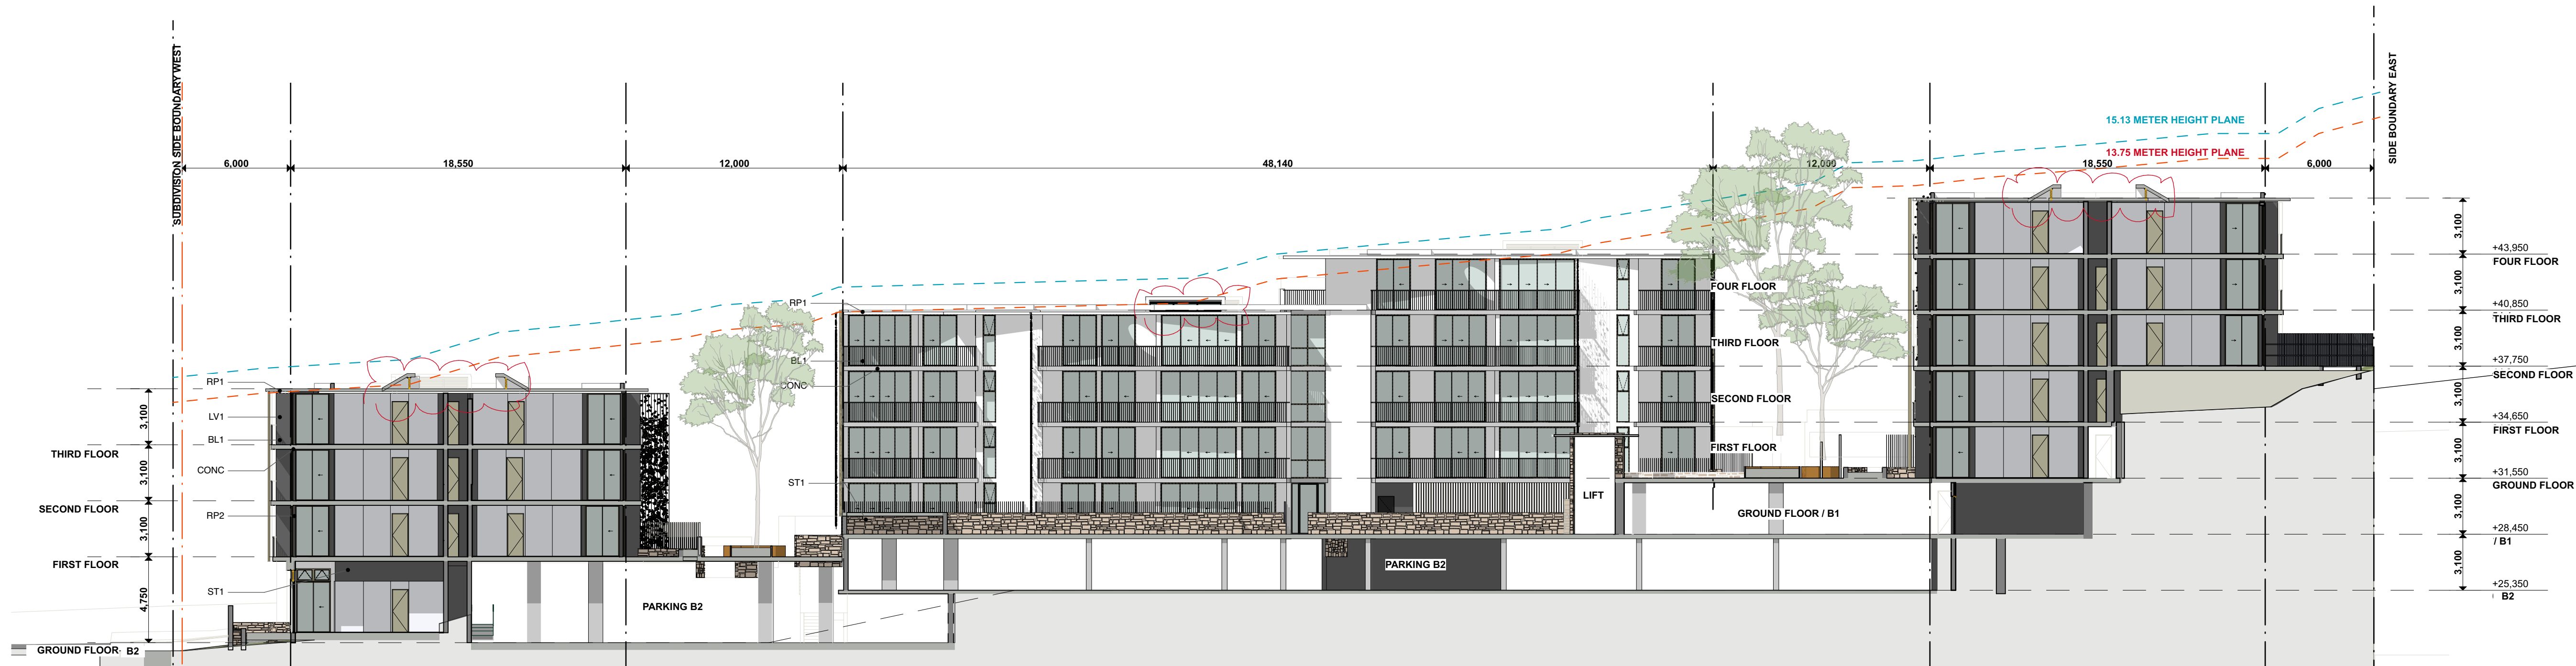 SUBDIVISION SIDE BOUNDARY WEST
SIDE BOUNDARY EAST
15.13 METER HEIGHT PLANE
13.75 METER HEIGHT PLANE
6,000
18,550
12,000
48,140
12,000
18,550
6,000
RP1
LV1
BL1
CONC
RP2
ST1
3,100
3,100
3,100
4,750
THIRD FLOOR
SECOND FLOOR
FIRST FLOOR
GROUND FLOOR
B2
PARKING B2
RP1
BL1
CONC
ST1
FOUR FLOOR
THIRD FLOOR
SECOND FLOOR
FIRST FLOOR
LIFT
GROUND FLOOR / B1
PARKING B2
3,100
3,100
3,100
3,100
3,100
3,100
3,100
+43,950
FOUR FLOOR
+40,850
THIRD FLOOR
+37,750
SECOND FLOOR
+34,650
FIRST FLOOR
+31,550
GROUND FLOOR
+28,450
/ B1
+25,350
B2